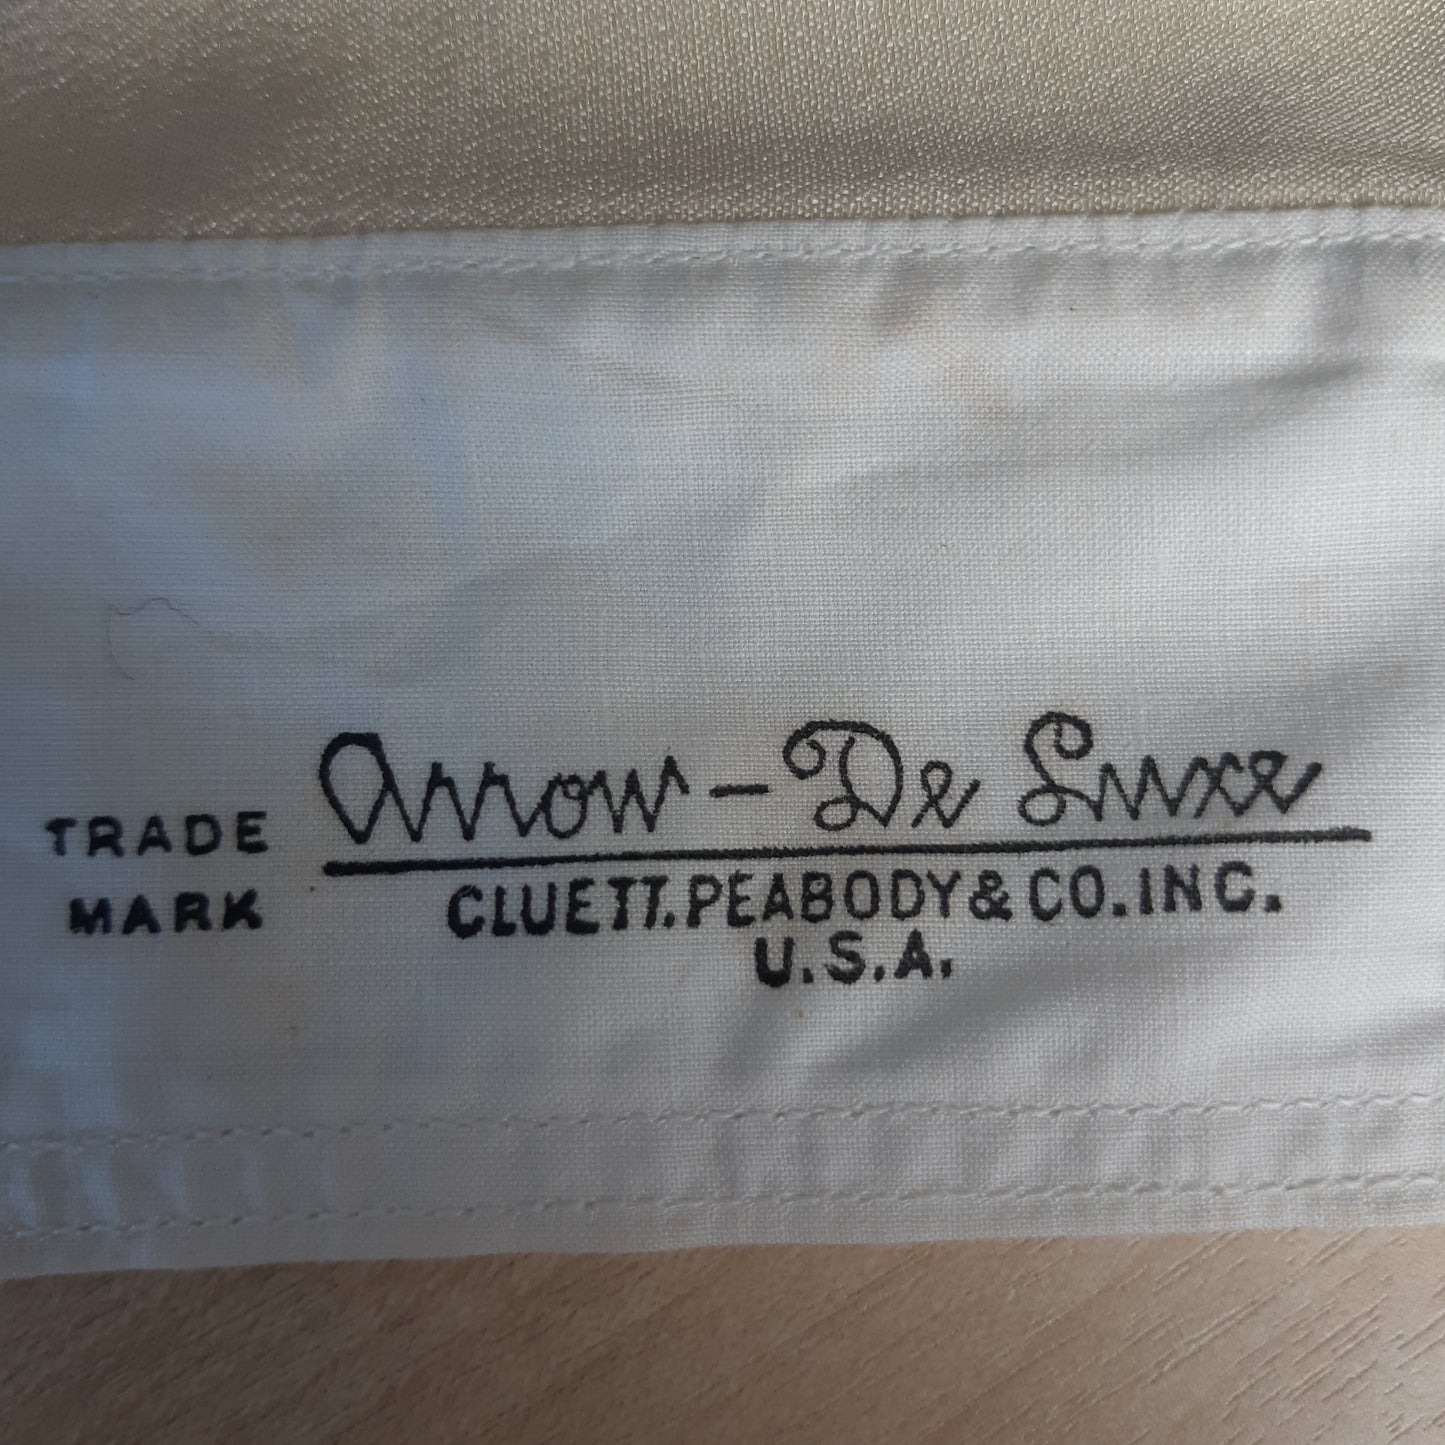 Arrow - De Luxe
TRADE
MARK
CLUETT. PEABODY & CO. INC.
U.S.A.